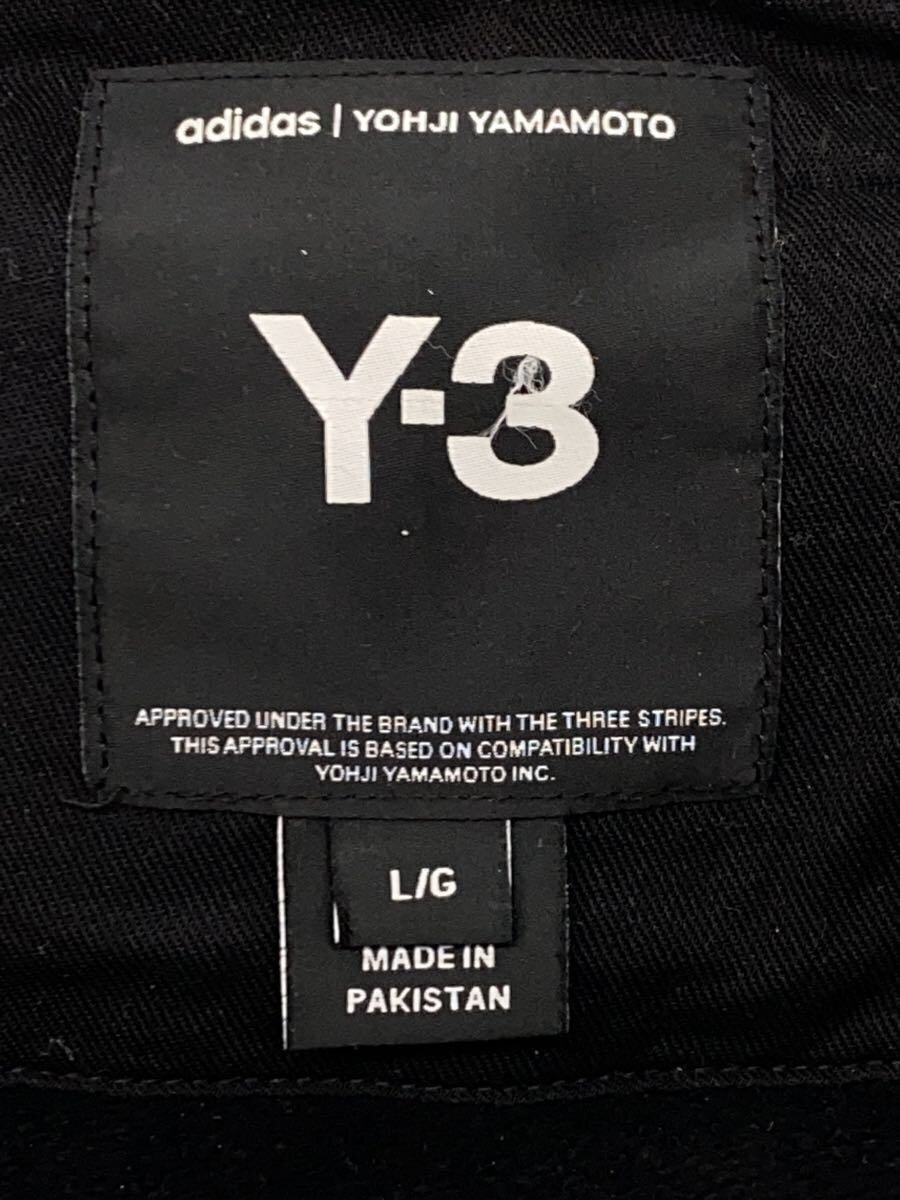 adidas | YOHJI YAMAMOTO
Y-3
APPROVED UNDER THE BRAND WITH THE THREE STRIPES.
THIS APPROVAL IS BASED ON COMPATIBILITY WITH
YOHJI YAMAMOTO INC.
L/G
MADE IN
PAKISTAN